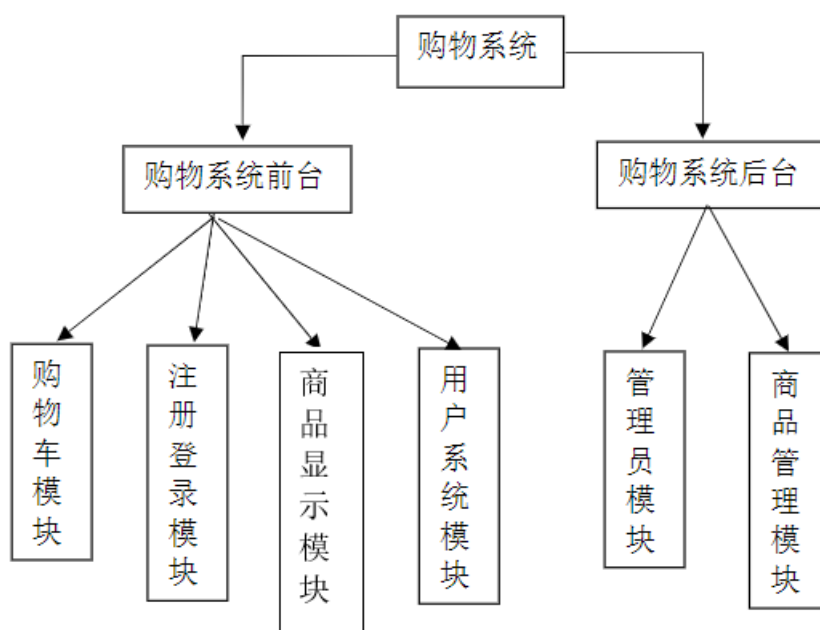 购物系统
购物系统前台
购物系统后台
购物车模块
注册登录模块
商品显示模块
用户系统模块
管理员模块
商品管理模块